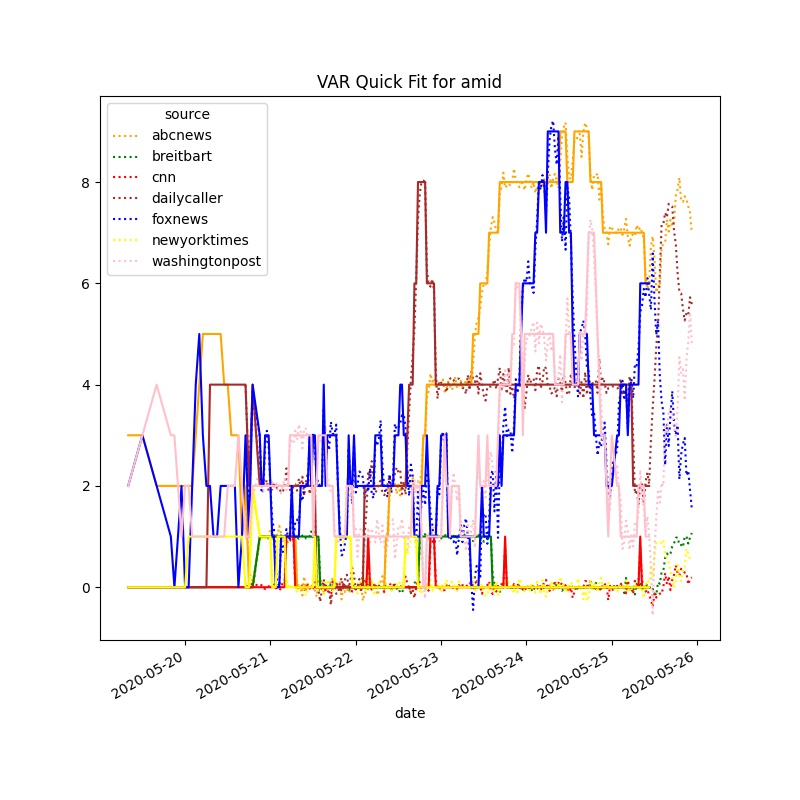 VAR Quick Fit for amid
source
abcnews
breitbart
cnn
dailycaller
foxnews
newyorktimes
washingtonpost
8
6
4
2
0
2020-05-20
2020-05-21
2020-05-22
2020-05-23
2020-05-24
2020-05-25
2020-05-26
date